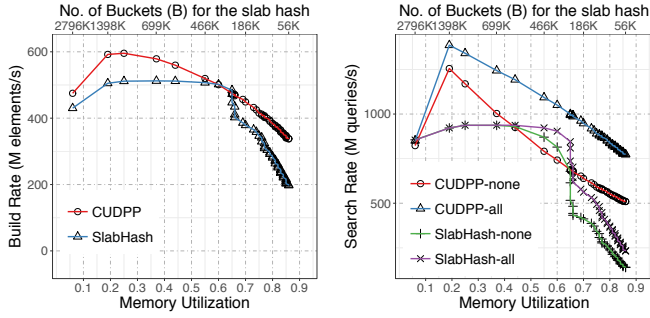 No. of Buckets (B) for the slab hash
2796K 1398K 699K 466K 186K 56K
600
400
200
0
Build Rate (M elements/s)
CUDPP
SlabHash
0.1 0.2 0.3 0.4 0.5 0.6 0.7 0.8 0.9
Memory Utilization
No. of Buckets (B) for the slab hash
2796K 1398K 699K 466K 186K 56K
1000
500
Search Rate (M queries/s)
CUDPP-none
CUDPP-all
SlabHash-none
SlabHash-all
0.1 0.2 0.3 0.4 0.5 0.6 0.7 0.8 0.9
Memory Utilization